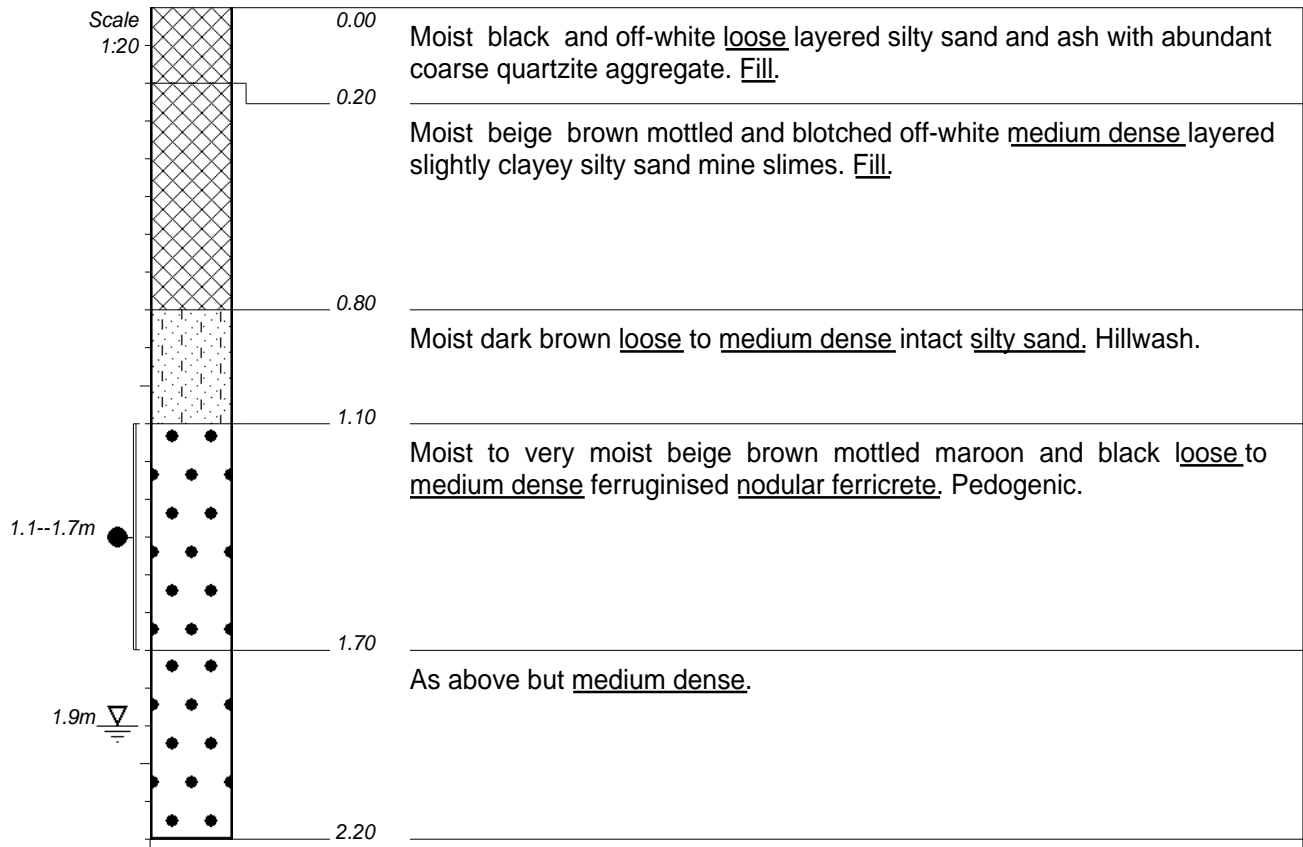 Scale
1:20
0.00
Moist black and off-white loose layered silty sand and ash with abundant
coarse quartzite aggregate. Fill.
0.20
Moist beige brown mottled and blotched off-white medium dense layered
slightly clayey silty sand mine slimes. Fill.
0.80
Moist dark brown loose to medium dense intact silty sand. Hillwash.
1.10
Moist to very moist beige brown mottled maroon and black loose to
medium dense ferruginised nodular ferricrete. Pedogenic.
1.1--1.7m
1.70
As above but medium dense.
1.9m
2.20